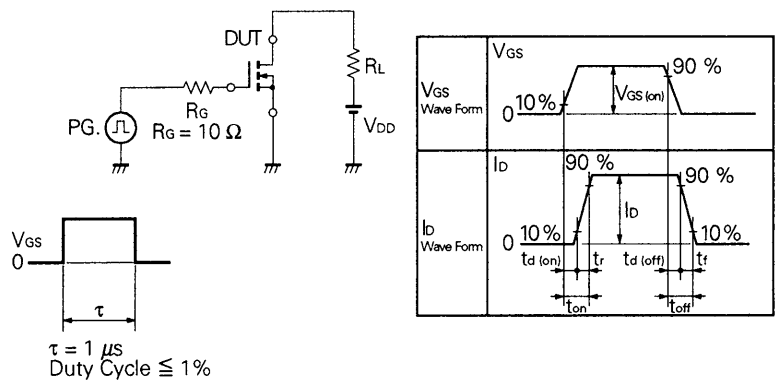 DUT
RL
RG
PG.
RG = 10 Ω
VDD
VGS
0
τ
τ = 1 μs
Duty Cycle ≦ 1%
VGS
Wave Form
VGS
10 %
0
VGS (on)
90 %
ID
Wave Form
ID
90 %
90 %
0
10 %
ID
10 %
td (on)
tr
td (off)
tf
ton
toff